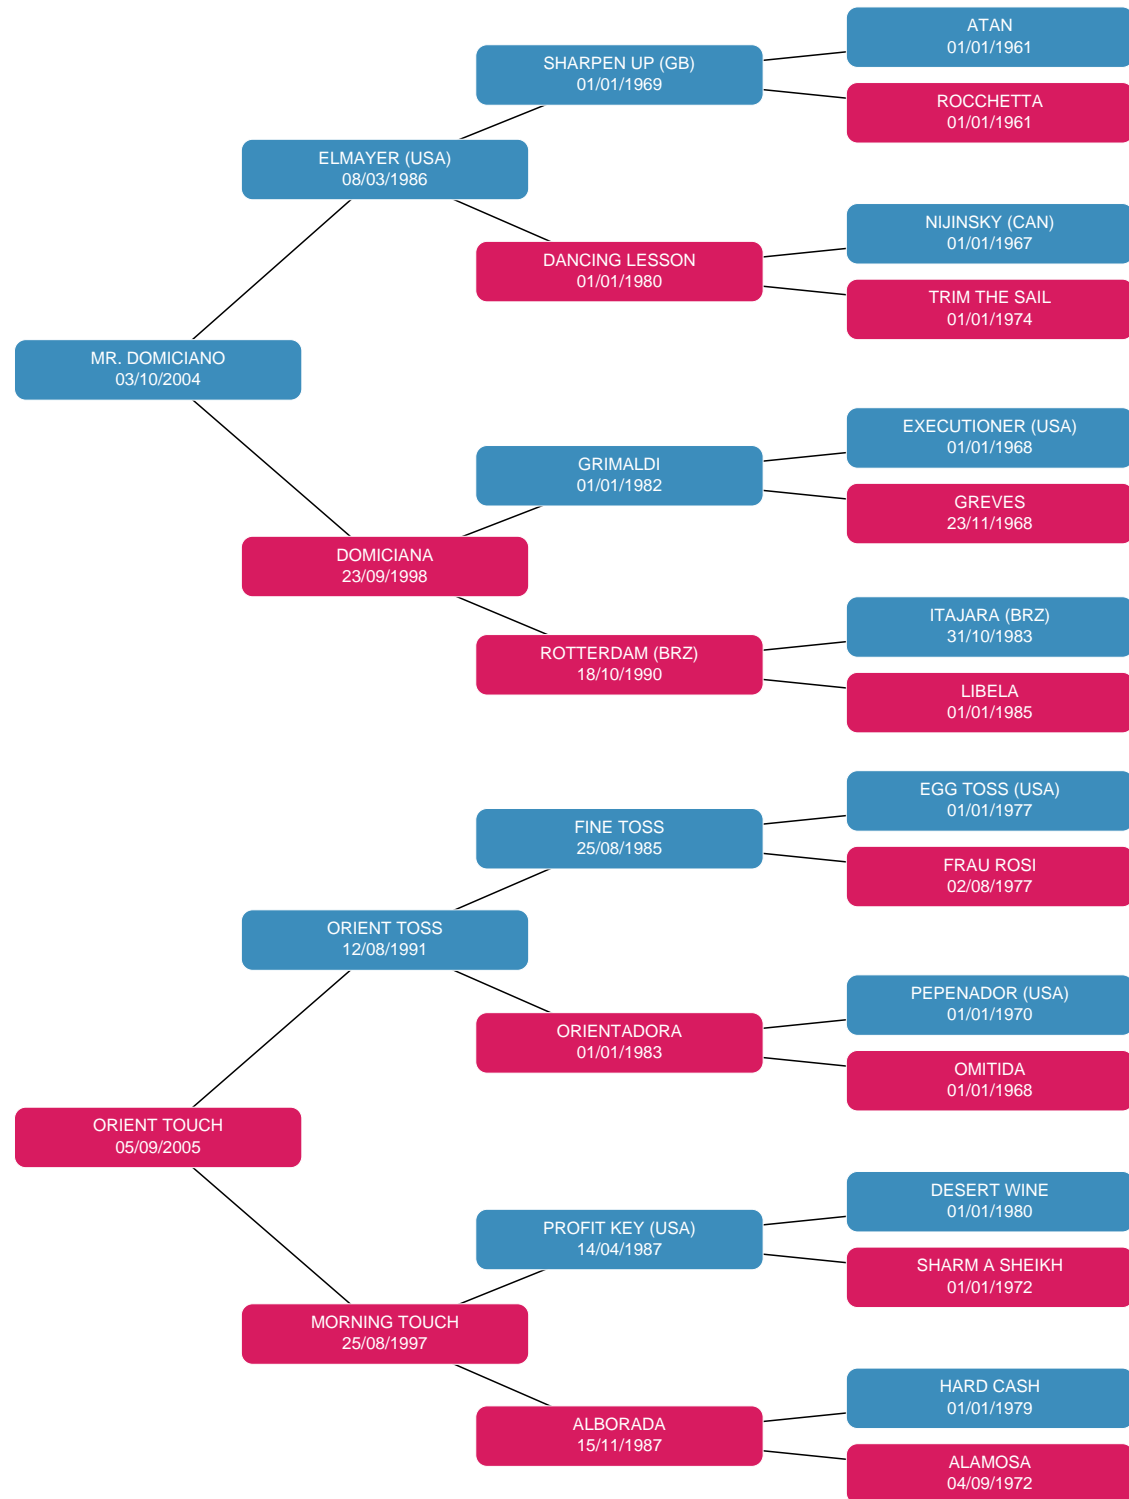 ATAN
01/01/1961
SHARPEN UP (GB)
01/01/1969
ROCCHETTA
01/01/1961
ELMAYER (USA)
08/03/1986
NIJINSKY (CAN)
01/01/1967
DANCING LESSON
01/01/1980
TRIM THE SAIL
01/01/1974
MR. DOMICIANO
03/10/2004
EXECUTIONER (USA)
01/01/1968
GRIMALDI
01/01/1982
GREVES
23/11/1968
DOMICIANA
23/09/1998
ITAJARA (BRZ)
31/10/1983
ROTTERDAM (BRZ)
18/10/1990
LIBELA
01/01/1985
EGG TOSS (USA)
01/01/1977
FINE TOSS
25/08/1985
FRAU ROSI
02/08/1977
ORIENT TOSS
12/08/1991
PEPENADOR (USA)
01/01/1970
ORIENTADORA
01/01/1983
OMITIDA
01/01/1968
ORIENT TOUCH
05/09/2005
DESERT WINE
01/01/1980
PROFIT KEY (USA)
14/04/1987
SHARM A SHEIKH
01/01/1972
MORNING TOUCH
25/08/1997
HARD CASH
01/01/1979
ALBORADA
15/11/1987
ALAMOSA
04/09/1972